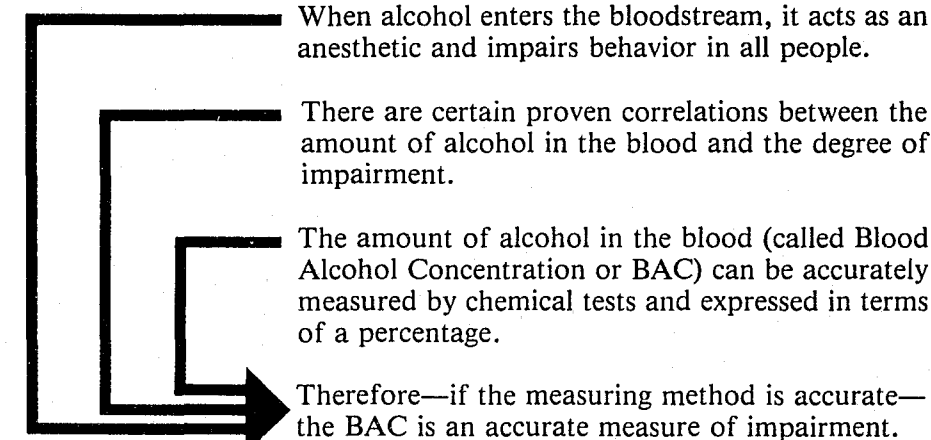 When alcohol enters the bloodstream, it acts as an
anesthetic and impairs behavior in all people.
There are certain proven correlations between the
amount of alcohol in the blood and the degree of
impairment.
The amount of alcohol in the blood (called Blood
Alcohol Concentration or BAC) can be accurately
measured by chemical tests and expressed in terms
of a percentage.
Therefore—if the measuring method is accurate—
the BAC is an accurate measure of impairment.